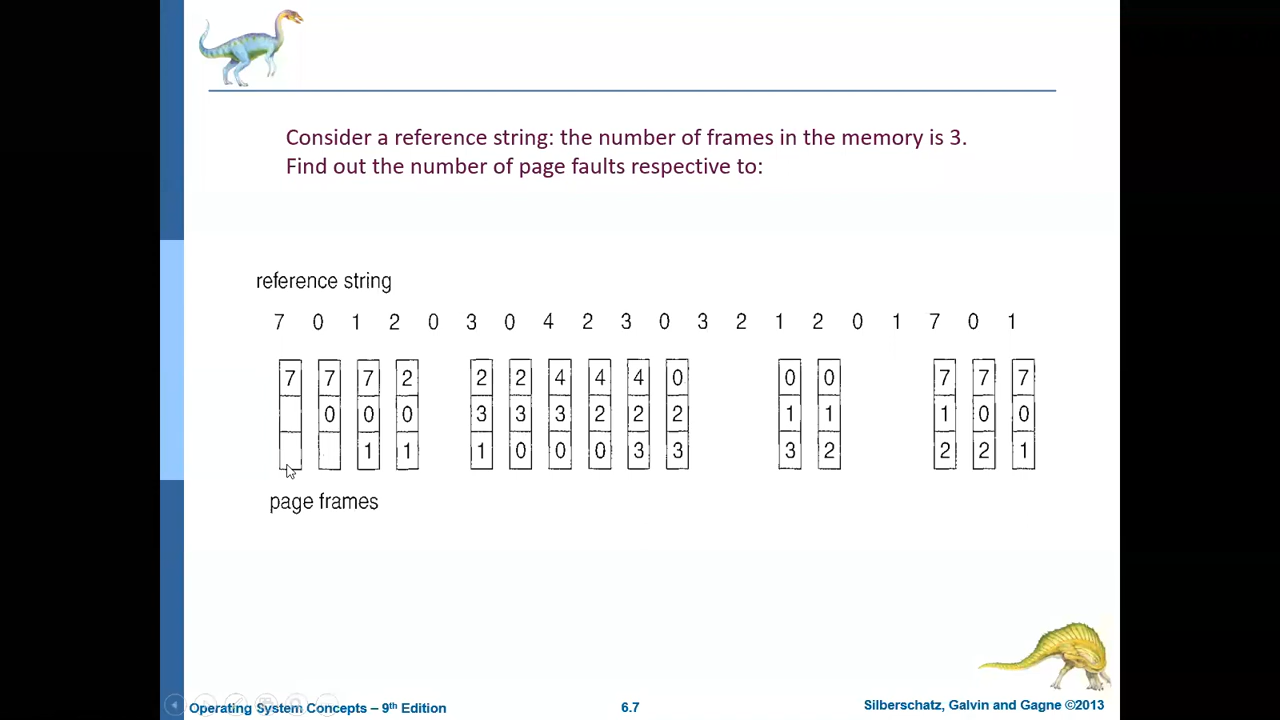 Consider a reference string: the number of frames in the memory is 3.
Find out the number of page faults respective to:
reference string
7 0 1 2 0 3 0 4 2 3 0 3 2 1 2 0 1 7 0 1
7 7 7 2 2 2 4 4 4 0 0 0 7 7 7
0 0 0 3 3 3 2 2 2 1 1 1 0 0
1 1 1 0 0 0 3 3 3 2 2 2 1
page frames
Operating System Concepts – 9th Edition
6.7
Silberschatz, Galvin and Gagne ©2013